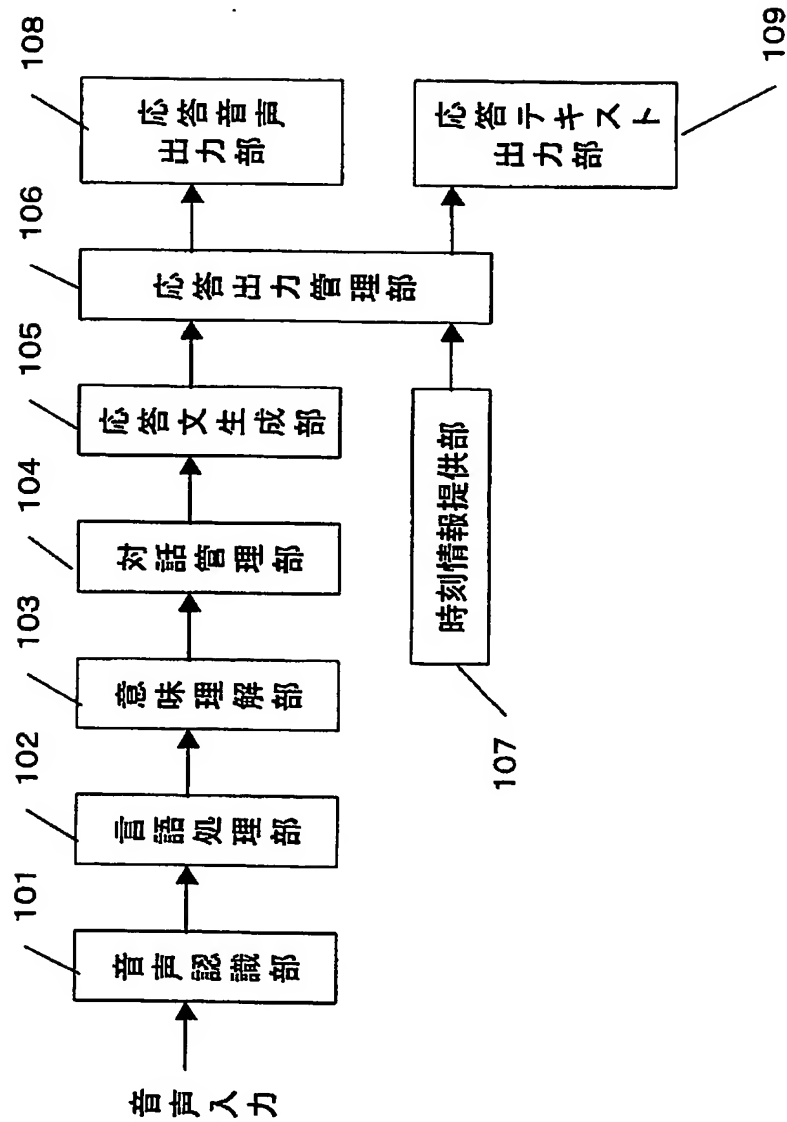 音声入力
101
音声認識部
102
言語処理部
103
意味理解部
104
対話管理部
105
応答文生成部
106
応答出力管理部
107
時刻情報提供部
108
応答音声
出力部
109
応答テキスト
出力部